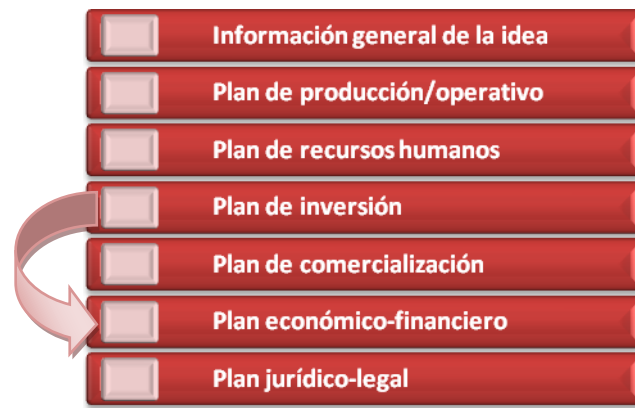 Información general de la idea
Plan de producción/operativo
Plan de recursos humanos
Plan de inversión
Plan de comercialización
Plan económico-financiero
Plan jurídico-legal